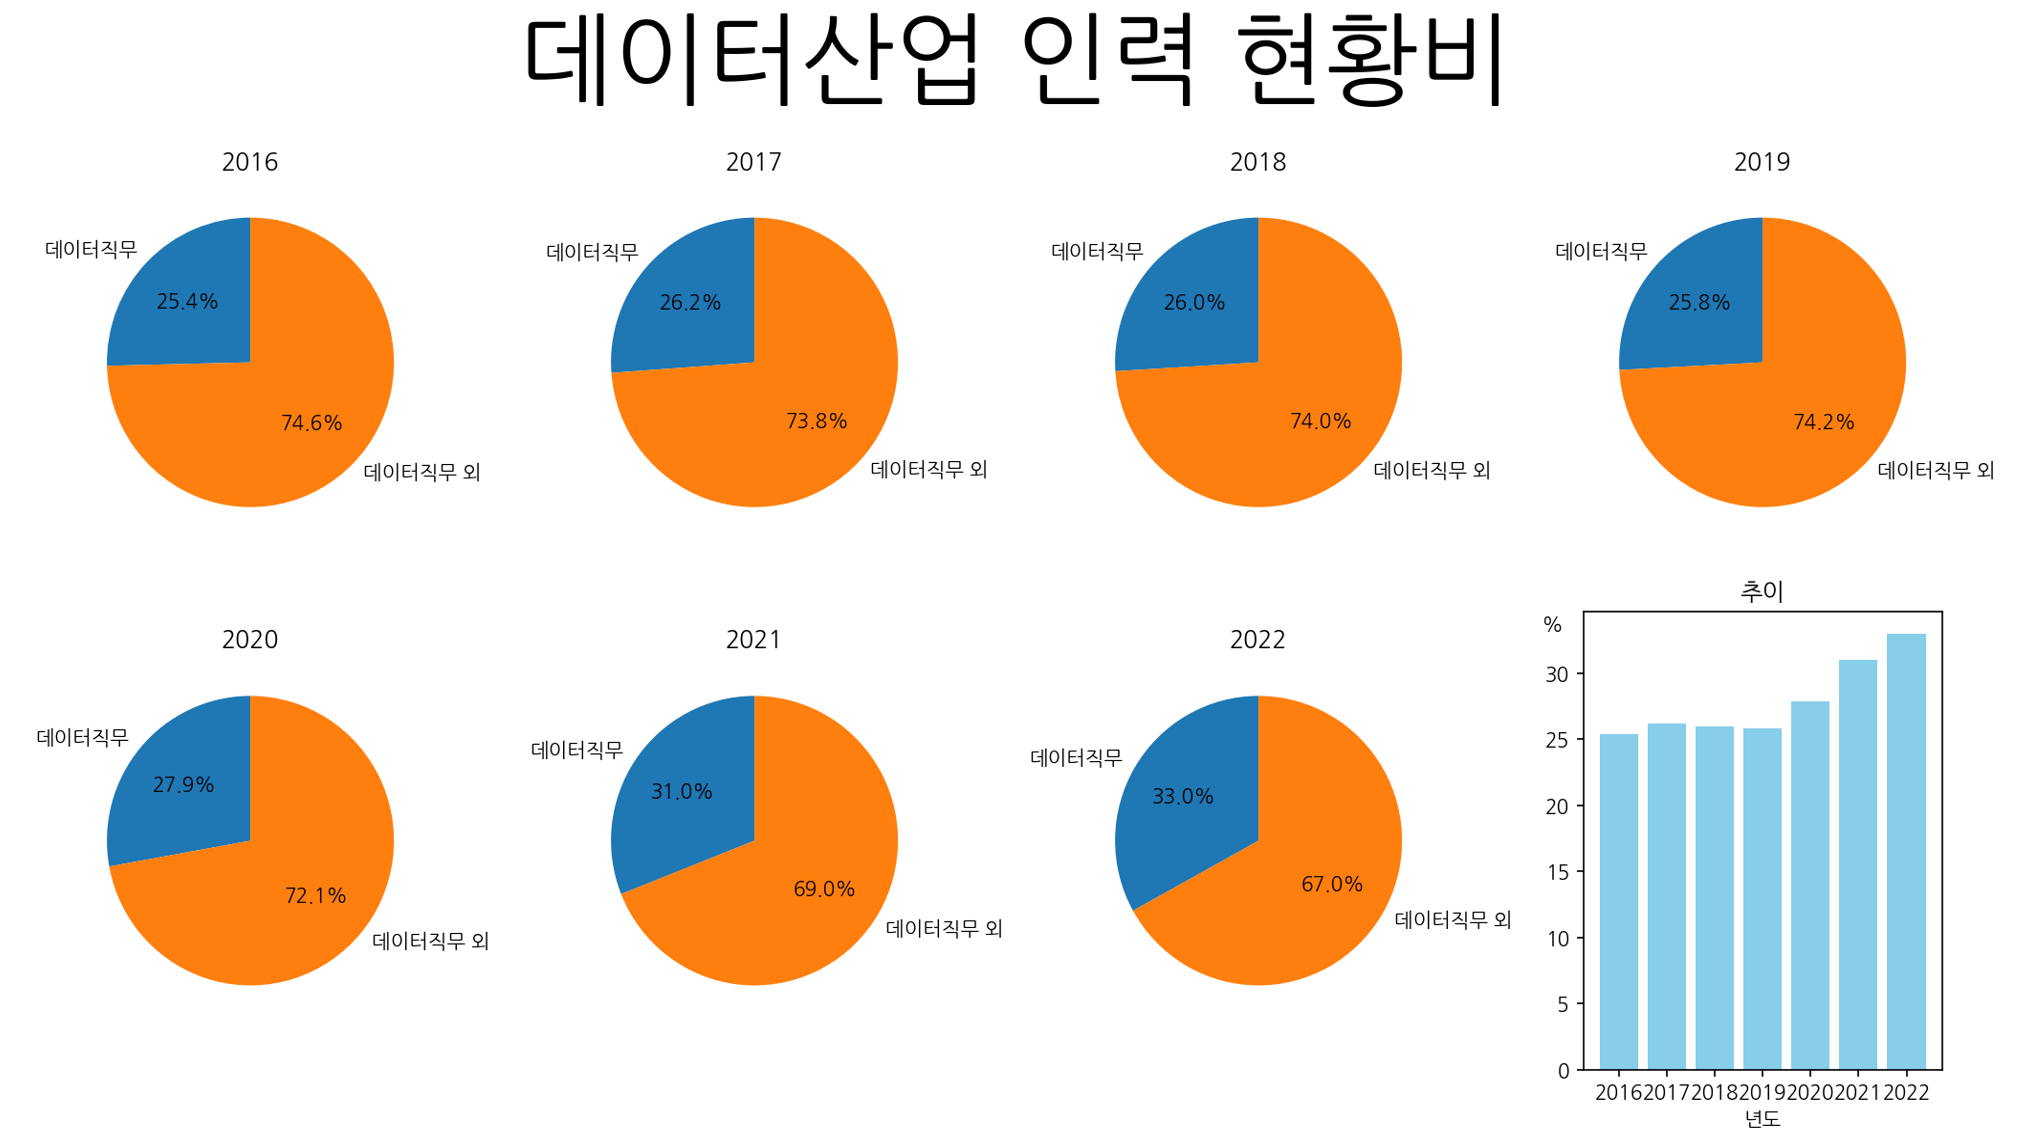 데이터산업 인력 현황비
2016
데이터직무
25.4%
74.6%
데이터직무 외
2017
데이터직무
26.2%
73.8%
데이터직무 외
2018
데이터직무
26.0%
74.0%
데이터직무 외
2019
데이터직무
25.8%
74.2%
데이터직무 외
2020
데이터직무
27.9%
72.1%
데이터직무 외
2021
데이터직무
31.0%
69.0%
데이터직무 외
2022
데이터직무
33.0%
67.0%
데이터직무 외
추이
%
30
25
20
15
10
5
0
2016 2017 2018 2019 2020 2021 2022
년도